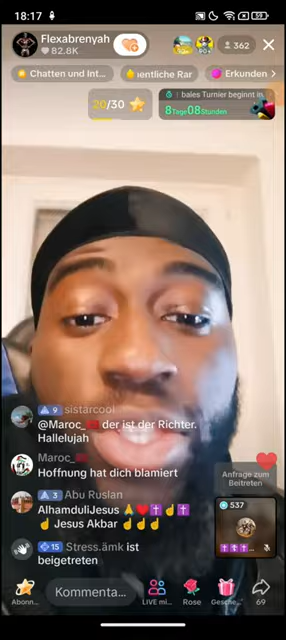 18:17
59
Flexabrenyah
82.8K
362
Chatten und Int...
entliche Rar
Erkunden
20/30
bales Turnier beginnt in
8Tage08Stunden
9 sistarcool
@Maroc_🇲🇦 der ist der Richter.
Hallelujah
Maroc_🇲🇦
Hoffnung hat dich blamiert
3 Abu Ruslan
AlhamduliJesus 🙏❤️✝️☝️✝️
☝️ Jesus Akbar ☝️☝️☝️
15 Stress.ämk ist
beigetreten
Anfrage zum
Beitreten
537
Kommenta...
Abonn...
LIVE mi...
Rose
Gesche...
69